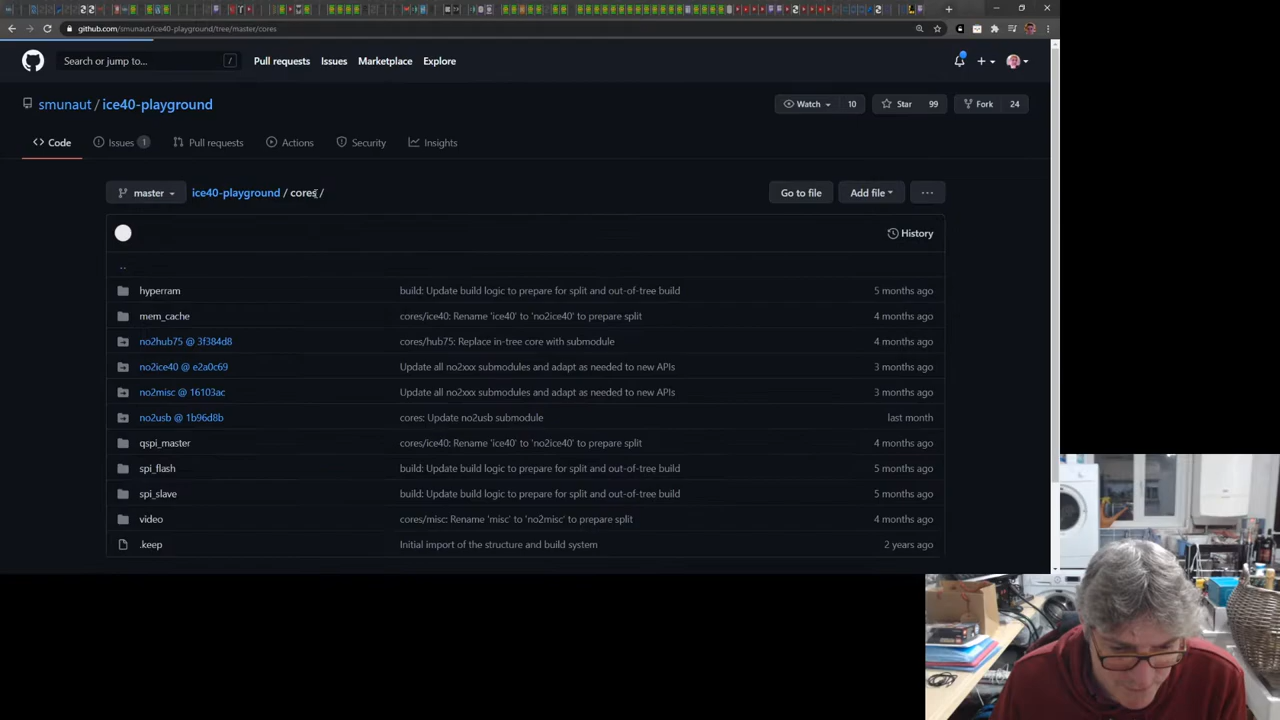 github.com/smunaut/ice40-playground/tree/master/cores
Search or jump to... /
Pull requests Issues Marketplace Explore
smunaut / ice40-playground
Watch 10 Star 99 Fork 24
Code Issues 1 Pull requests Actions Security Insights
master ice40-playground / cores / Go to file Add file ...
History
..
hyperram build: Update build logic to prepare for split and out-of-tree build 5 months ago
mem_cache cores/ice40: Rename 'ice40' to 'no2ice40' to prepare split 4 months ago
no2hub75 @ 3f384d8 cores/hub75: Replace in-tree core with submodule 4 months ago
no2ice40 @ e2a0c69 Update all no2xxx submodules and adapt as needed to new APIs 3 months ago
no2misc @ 16103ac Update all no2xxx submodules and adapt as needed to new APIs 3 months ago
no2usb @ 1b96d8b cores: Update no2usb submodule last month
qspi_master cores/ice40: Rename 'ice40' to 'no2ice40' to prepare split 4 months ago
spi_flash build: Update build logic to prepare for split and out-of-tree build 5 months ago
spi_slave build: Update build logic to prepare for split and out-of-tree build 5 months ago
video cores/misc: Rename 'misc' to 'no2misc' to prepare split 4 months ago
.keep Initial import of the structure and build system 2 years ago